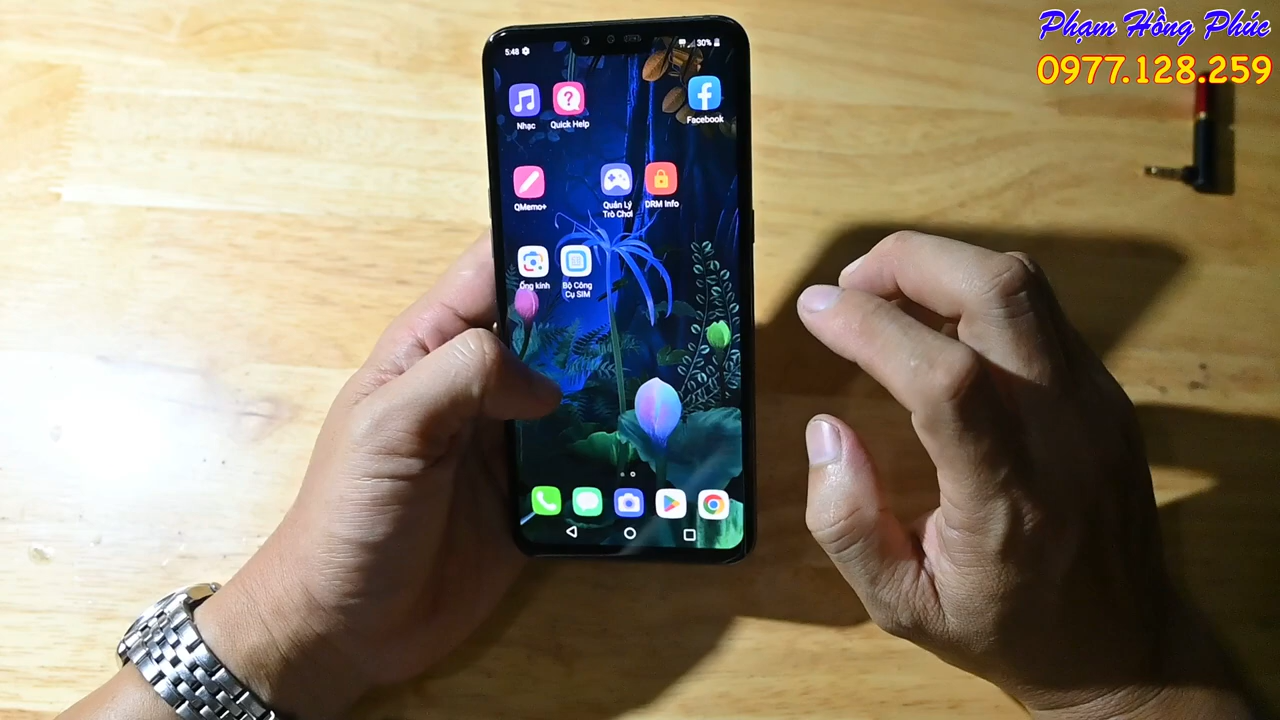 Phạm Hồng Phúc
0977.128.259
5:48
30%
Nhạc
Quick Help
Facebook
QMemo+
Quản Lý
Trò Chơi
DRM Info
Ống kính
Bộ Công
Cụ SIM